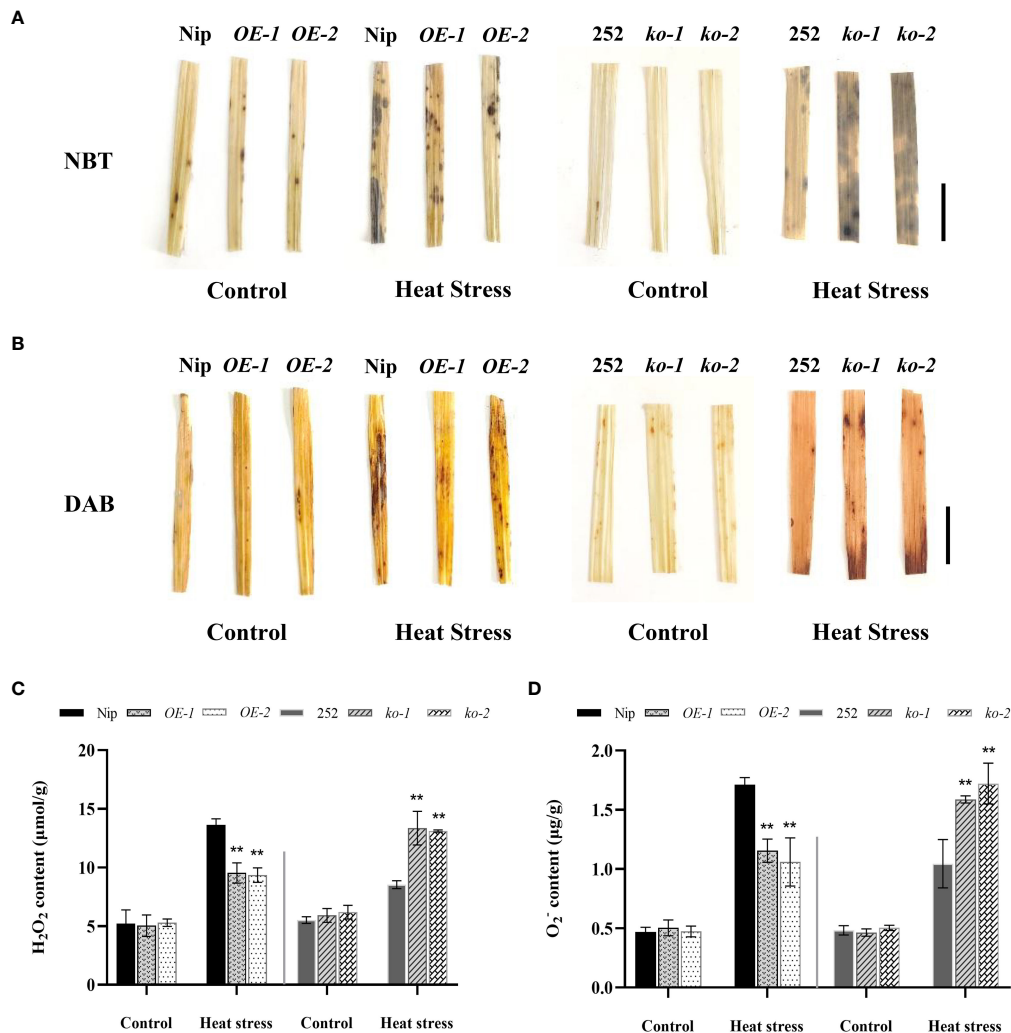 A
Nip OE-1 OE-2 Nip OE-1 OE-2 252 ko-1 ko-2 252 ko-1 ko-2
NBT
Control Heat Stress Control Heat Stress
B
Nip OE-1 OE-2 Nip OE-1 OE-2 252 ko-1 ko-2 252 ko-1 ko-2
DAB
Control Heat Stress Control Heat Stress
C
Nip OE-1 OE-2 252 ko-1 ko-2
H₂O₂ content (μmol/g)
20
15
10
5
0
** ** ** **
Control Heat stress Control Heat stress
D
Nip OE-1 OE-2 252 ko-1 ko-2
O₂⁻ content (μg/g)
2.0
1.5
1.0
0.5
0.0
** ** ** **
Control Heat stress Control Heat stress